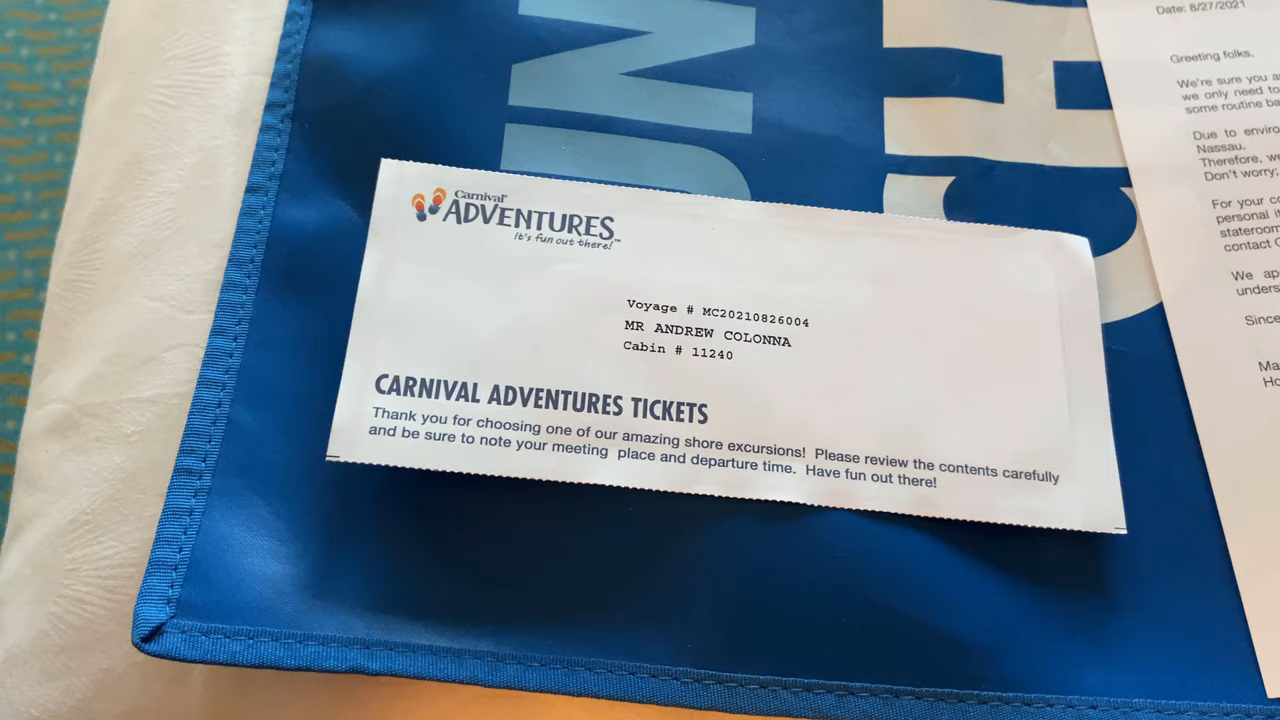 Carnival
ADVENTURES
It's fun out there!™
Voyage # MC20210826004
MR ANDREW COLONNA
Cabin # 11240
CARNIVAL ADVENTURES TICKETS
Thank you for choosing one of our amazing shore excursions! Please review the contents carefully
and be sure to note your meeting place and departure time. Have fun out there!
Date: 8/27/2021
Greeting folks,
We're sure you
we only need to
some routine
Due to
Nassau.
Therefore,
Don't worry;
For your
personal
stateroom
contact
We